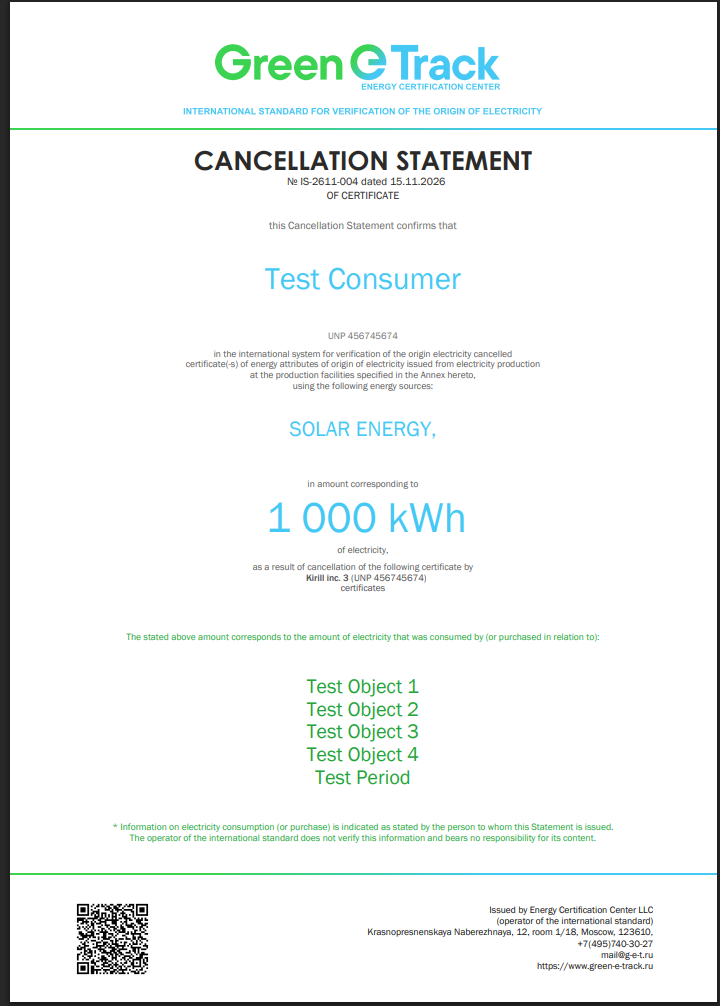 Green e Track
ENERGY CERTIFICATION CENTER
INTERNATIONAL STANDARD FOR VERIFICATION OF THE ORIGIN OF ELECTRICITY
CANCELLATION STATEMENT
№ IS-2611-004 dated 15.11.2026
OF CERTIFICATE
this Cancellation Statement confirms that
Test Consumer
UNP 456745674
in the international system for verification of the origin electricity cancelled
certificate(-s) of energy attributes of origin of electricity issued from electricity production
at the production facilities specified in the Annex hereto,
using the following energy sources:
SOLAR ENERGY,
in amount corresponding to
1 000 kWh
of electricity,
as a result of cancellation of the following certificate by
Kirill inc. 3 (UNP 456745674)
certificates
The stated above amount corresponds to the amount of electricity that was consumed by (or purchased in relation to):
Test Object 1
Test Object 2
Test Object 3
Test Object 4
Test Period
* Information on electricity consumption (or purchase) is indicated as stated by the person to whom this Statement is issued.
The operator of the international standard does not verify this information and bears no responsibility for its content.
Issued by Energy Certification Center LLC
(operator of the international standard)
Krasnopresnenskaya Naberezhnaya, 12, room 1/18, Moscow, 123610,
+7(495)740-30-27
mail@g-e-t.ru
https://www.green-e-track.ru